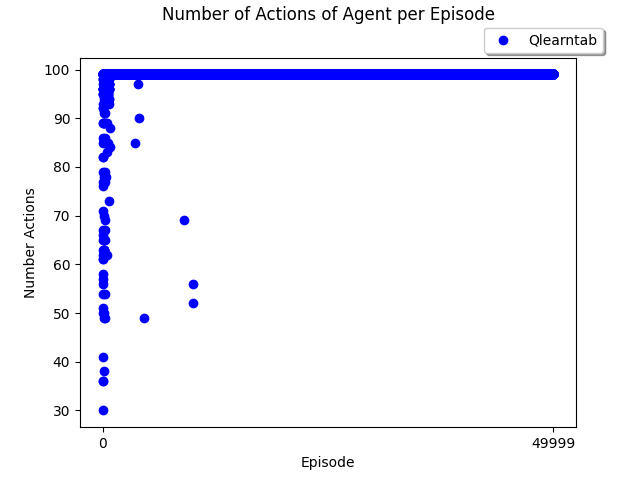 Number of Actions of Agent per Episode
Qlearntab
100
90
80
70
60
50
40
30
Number Actions
0 49999
Episode